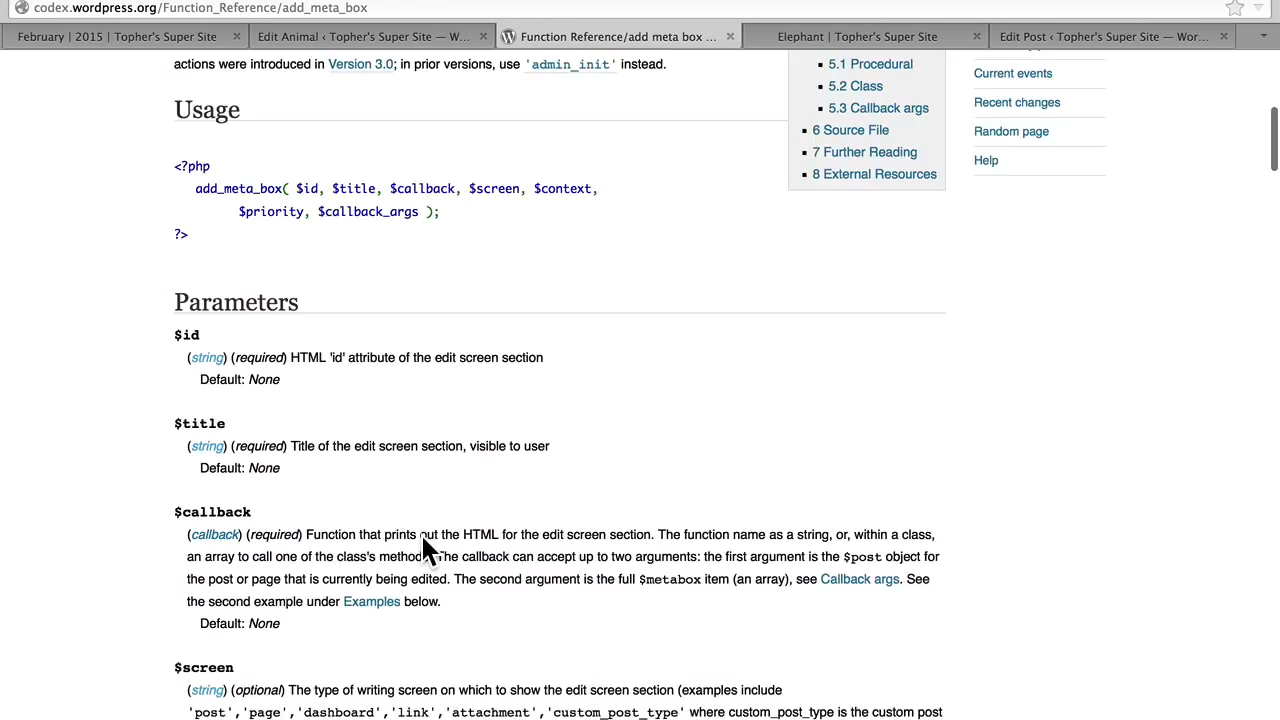 codex.wordpress.org/Function_Reference/add_meta_box
February | 2015 | Topher's Super Site
Edit Animal ‹ Topher's Super Site — W...
Function Reference/add meta box ...
Elephant | Topher's Site
Edit Post ‹ Topher's Super Site — Wor...
actions were introduced in Version 3.0; in prior versions, use 'admin_init' instead.
Usage
<?php
add_meta_box( $id, $title, $callback, $screen, $context,
$priority, $callback_args );
?>
Parameters
$id
(string) (required) HTML 'id' attribute of the edit screen section
Default: None
$title
(string) (required) Title of the edit screen section, visible to user
Default: None
$callback
(callback) (required) Function that prints out the HTML for the edit screen section. The function name as a string, or, within a class,
an array to call one of the class's method The callback can accept up to two arguments: the first argument is the $post object for
the post or page that is currently being edited. The second argument is the full $metabox item (an array), see Callback args. See
the second example under Examples below.
Default: None
$screen
(string) (optional) The type of writing screen on which to show the edit screen section (examples include
'post','page','dashboard','link','attachment','custom_post_type' where custom_post_type is the custom post
5.1 Procedural
5.2 Class
5.3 Callback args
6 Source File
7 Further Reading
8 External Resources
Current events
Recent changes
Random page
Help